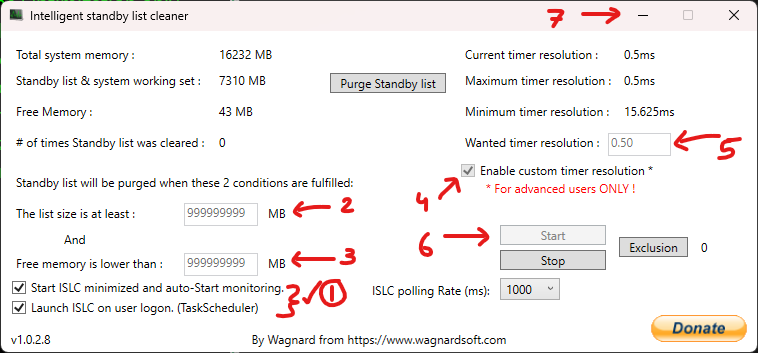 Intelligent standby list cleaner
7
Total system memory : 16232 MB
Standby list & system working set : 7310 MB
Purge Standby list
Free Memory : 43 MB
# of times Standby list was cleared : 0
Current timer resolution : 0.5ms
Maximum timer resolution : 0.5ms
Minimum timer resolution : 15.625ms
Wanted timer resolution : 0.50
5
Enable custom timer resolution *
* For advanced users ONLY !
4
Standby list will be purged when these 2 conditions are fulfilled:
The list size is at least : 999999999 MB
2
And
Free memory is lower than : 999999999 MB
3
Start ISLC minimized and auto-Start monitoring.
Launch ISLC on user logon. (TaskScheduler)
1
6
Start
Stop
Exclusion 0
ISLC polling Rate (ms): 1000
Donate
v1.0.2.8
By Wagnard from https://www.wagnardsoft.com